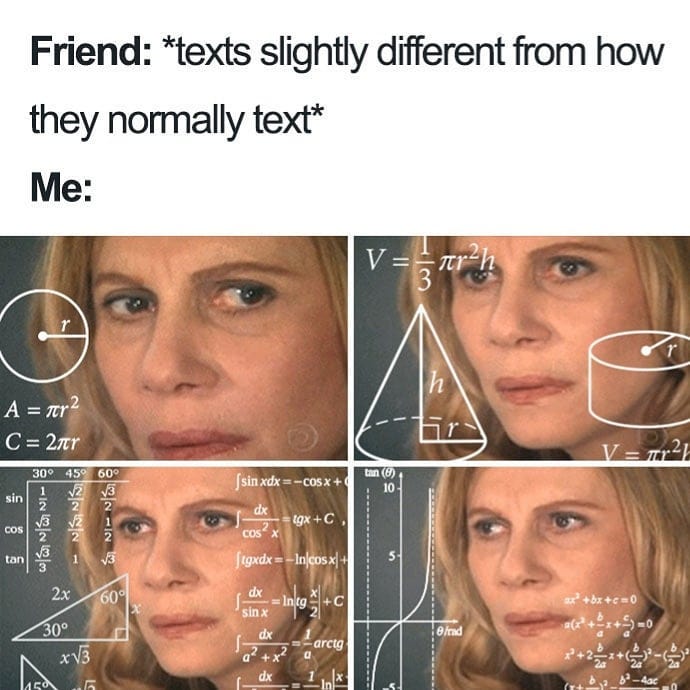 Friend: *texts slightly different from how
they normally text*
Me:
r
A = πr²
C = 2πr
V = 1/3 πr²h
h
r
r
V = πr²h
30° 45° 60°
sin 1/2 √2/2 √3/2
cos √3/2 √2/2 1/2
tan √3/3 1 √3
2x 60° x
30°
x√3
45°
∫sin xdx = −cos x + C
∫dx/cos² x = tgx + C,
∫tgxdx = −ln|cos x| +
∫dx/sin x = ln|tg x/2| + C
∫dx/a² + x² = 1/a arctg
tan (θ)
10
5
θ/rad
-5
ax² + bx + c = 0
a(x² + b/a x + c/a) = 0